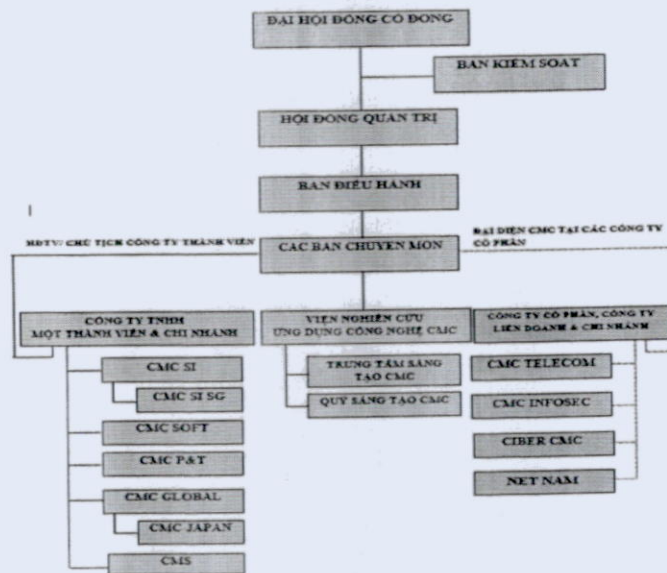 ĐẠI HỘI ĐỒNG CỔ ĐÔNG
BAN KIỂM SOÁT
HỘI ĐỒNG QUẢN TRỊ
BAN ĐIỀU HÀNH
HĐTV/ CHỦ TỊCH CÔNG TY THÀNH VIÊN
CÁC BAN CHUYÊN MÔN
ĐẠI DIỆN CMC TẠI CÁC CÔNG TY
CỔ PHẦN
CÔNG TY TNHH
MỘT THÀNH VIÊN & CHI NHÁNH
CMC SI
CMC SI SG
CMC SOFT
CMC P&T
CMC GLOBAL
CMC JAPAN
CMS
VIỆN NGHIÊN CỨU
ỨNG DỤNG CÔNG NGHỆ CMC
TRUNG TÂM SÁNG
TẠO CMC
QUỸ SÁNG TẠO CMC
CÔNG TY CỔ PHẦN, CÔNG TY
LIÊN DOANH & CHI NHÁNH
CMC TELECOM
CMC INFOSEC
CIBER CMC
NET NAM